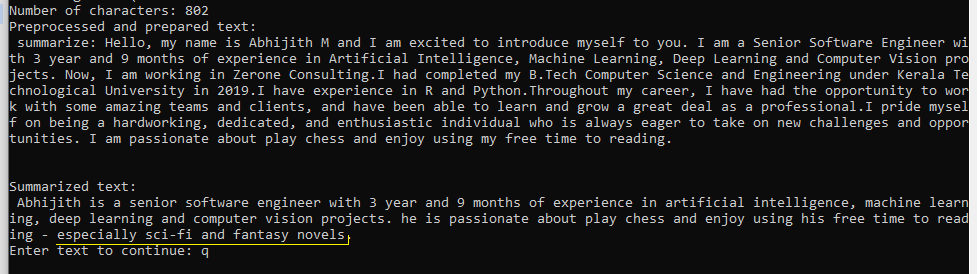 Number of characters: 802
Preprocessed and prepared text:
summarize: Hello, my name is Abhijith M and I am excited to introduce myself to you. I am a Senior Software Engineer wi
th 3 year and 9 months of experience in Artificial Intelligence, Machine Learning, Deep Learning and Computer Vision pro
jects. Now, I am working in Zerone Consulting.I had completed my B.Tech Computer Science and Engineering under Kerala Te
chnological University in 2019.I have experience in R and Python.Throughout my career, I have had the opportunity to wor
k with some amazing teams and clients, and have been able to learn and grow a great deal as a professional.I pride mysel
f on being a hardworking, dedicated, and enthusiastic individual who is always eager to take on new challenges and oppor
tunities. I am passionate about play chess and enjoy using my free time to reading.
Summarized text:
Abhijith is a senior software engineer with 3 year and 9 months of experience in artificial intelligence, machine learn
ing, deep learning and computer vision projects. he is passionate about play chess and enjoy using his free time to read
ing - especially sci-fi and fantasy novels.
Enter text to continue: q